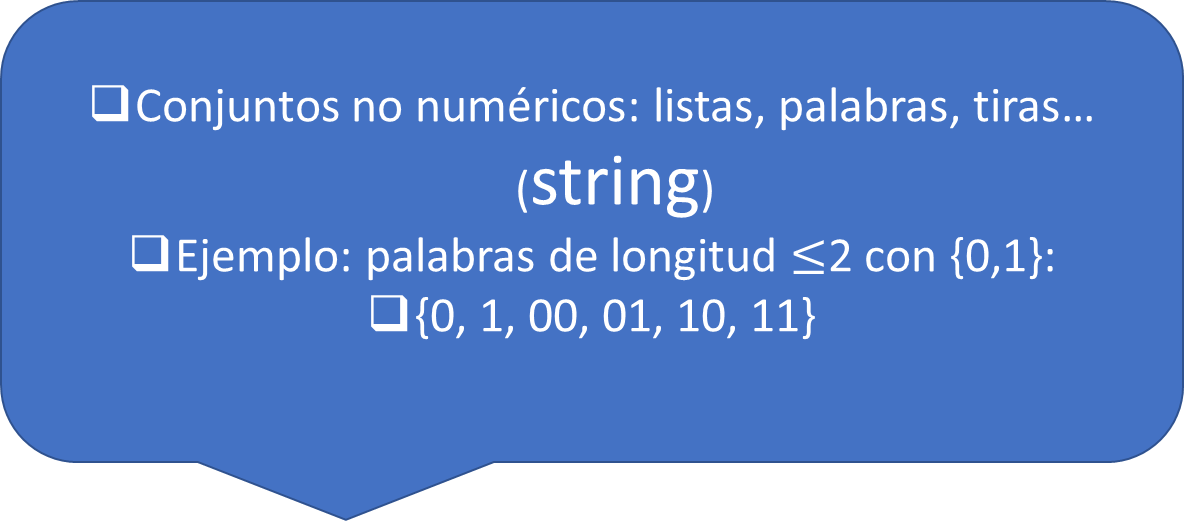 ❑Conjuntos no numéricos: listas, palabras, tiras…
(string)
❑Ejemplo: palabras de longitud ≤2 con {0,1}:
❑{0, 1, 00, 01, 10, 11}